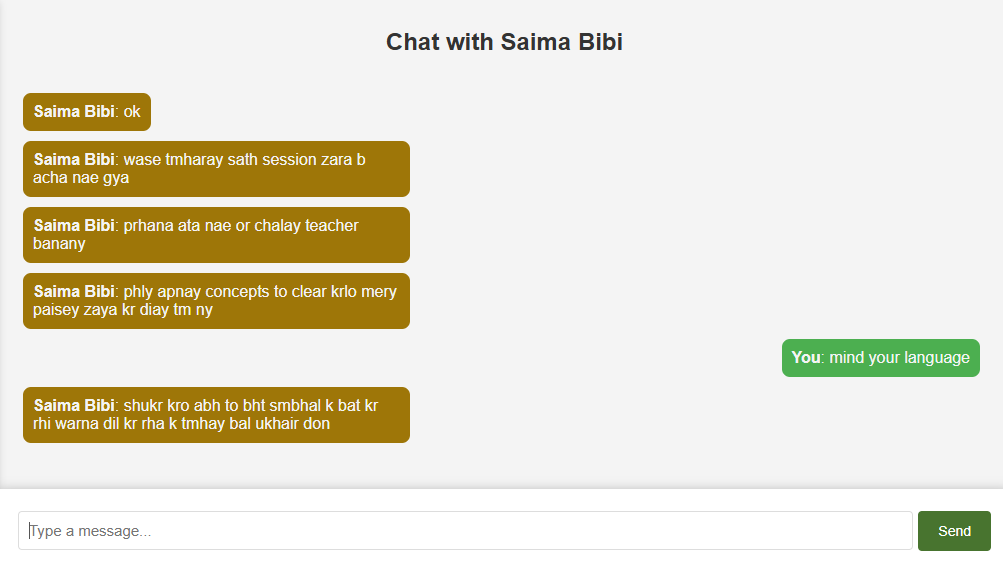 Chat with Saima Bibi
Saima Bibi: ok
Saima Bibi: wase tmharay sath session zara b
acha nae gya
Saima Bibi: prhana ata nae or chalay teacher
banany
Saima Bibi: phly apnay concepts to clear krlo mery
paisey zaya kr diay tm ny
You: mind your language
Saima Bibi: shukr kro abh to bht smbhal k bat kr
rhi warna dil kr rha k tmhay bal ukhair don
Type a message...
Send